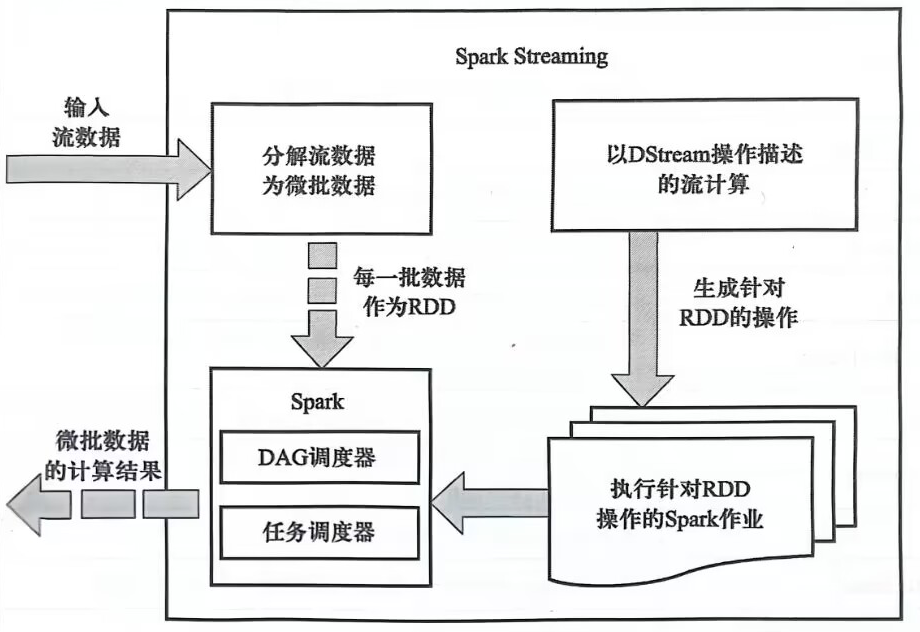 Spark Streaming
输入
流数据
分解流数据
为微批数据
以DStream操作描述
的流计算
每一批数据
作为RDD
生成针对
RDD的操作
Spark
DAG调度器
任务调度器
微批数据
的计算结果
执行针对RDD
操作的Spark作业